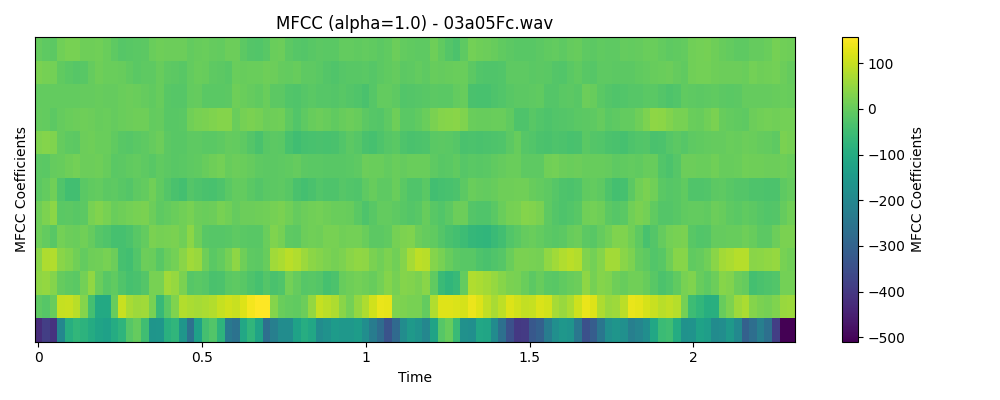 MFCC (alpha=1.0) - 03a05Fc.wav
MFCC Coefficients
0 0.5 1 1.5 2
Time
100
0
−100
−200
−300
−400
−500
MFCC Coefficients